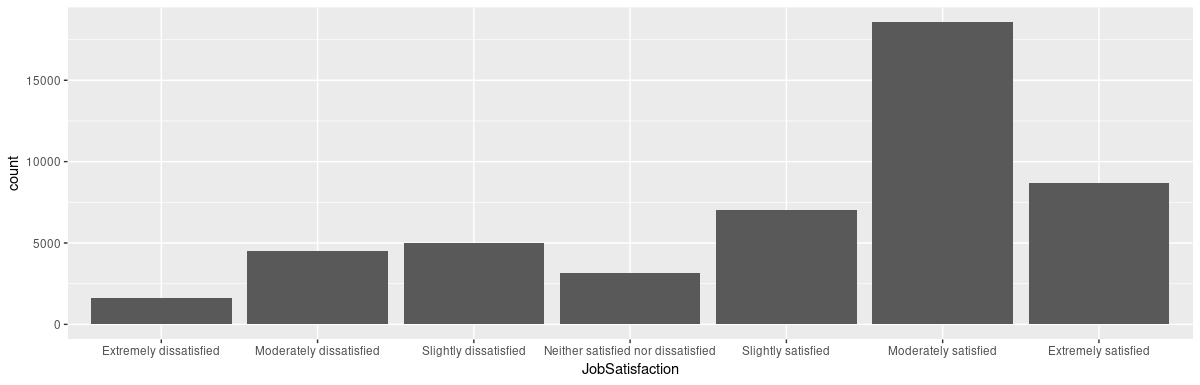 count
15000
10000
5000
0
Extremely dissatisfied
Moderately dissatisfied
Slightly dissatisfied
Neither satisfied nor dissatisfied
Slightly satisfied
Moderately satisfied
Extremely satisfied
JobSatisfaction